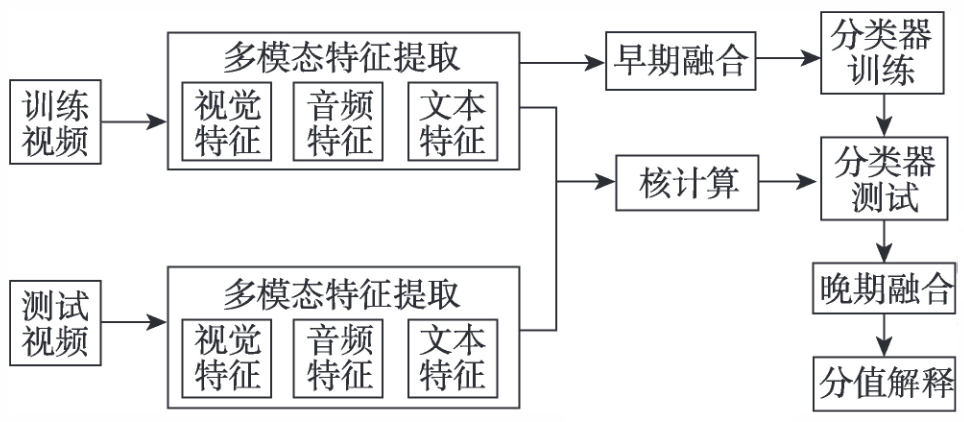 训练
视频
多模态特征提取
视觉
特征
音频
特征
文本
特征
早期融合
分类器
训练
核计算
分类器
测试
测试
视频
多模态特征提取
视觉
特征
音频
特征
文本
特征
晚期融合
分值解释